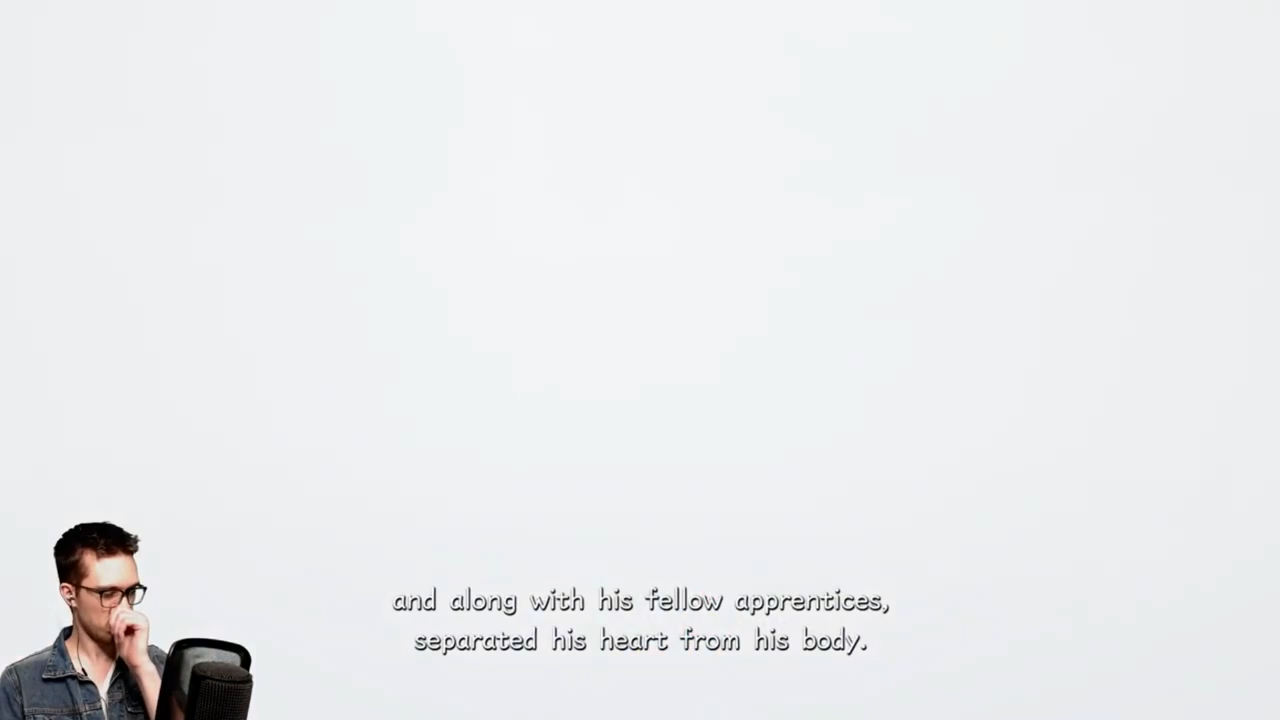 and along with his fellow apprentices,
separated his heart from his body.